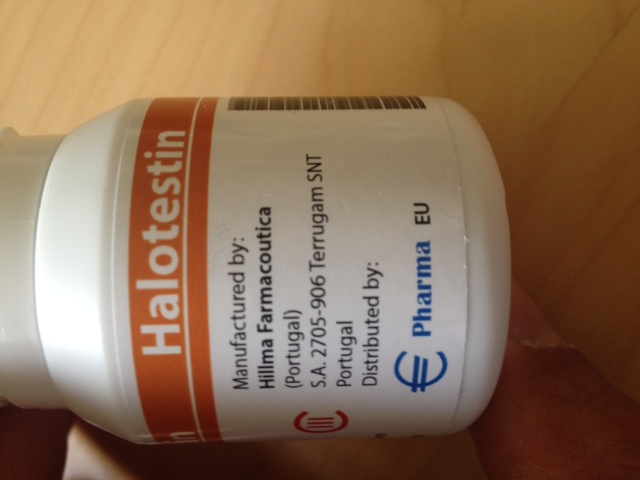 Halotestin
Manufactured by:
Hillma Farmacoutica
(Portugal)
S.A. 2705-906 Terrugam SNT
Portugal
Distributed by:
€ Pharma EU